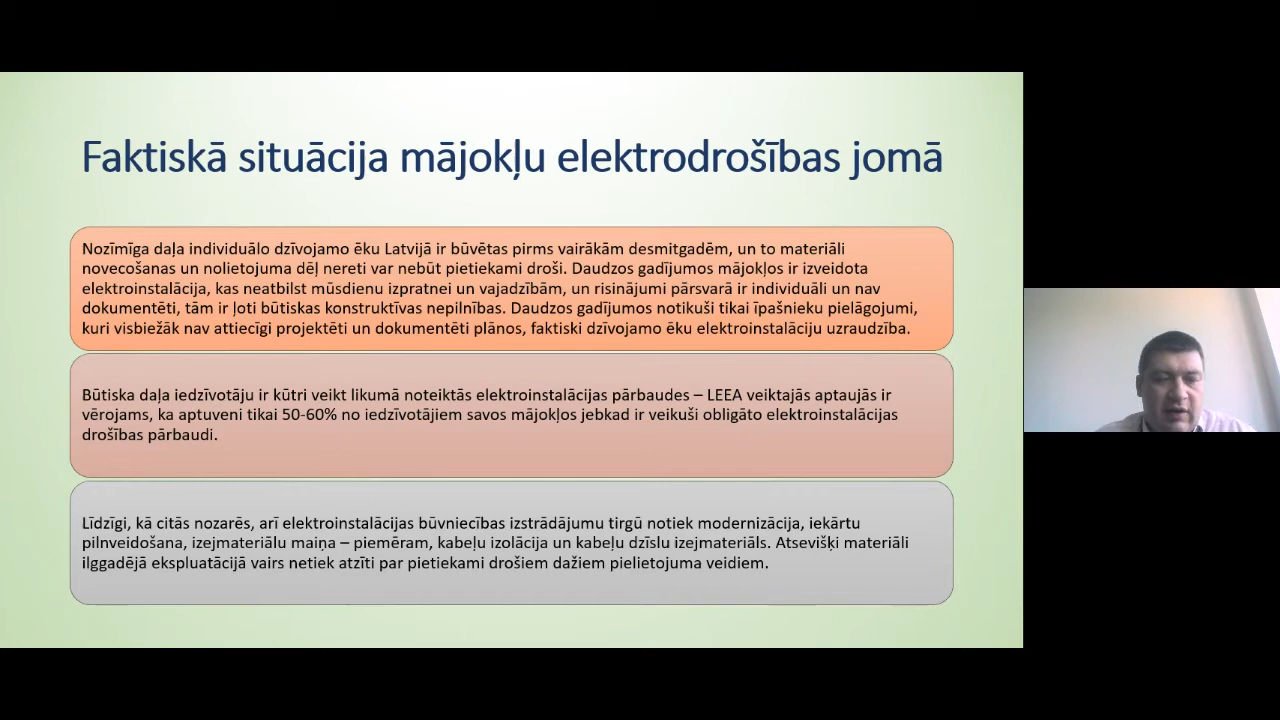 Faktiskā situācija mājokļu elektrodrošības jomā
Nozīmīga daļa individuālo dzīvojamo ēku Latvijā ir būvētas pirms vairākām desmitgadēm, un to materiāli
novecošanas un nolietojuma dēļ nereti var nebūt pietiekami droši. Daudzos gadījumos mājokļos ir izveidota
elektroinstalācija, kas neatbilst mūsdienu izpratnei un vajadzībām, un risinājumi pārsvarā ir individuāli un nav
dokumentēti, tām ir ļoti būtiskas konstruktīvas nepilnības. Daudzos gadījumos notikuši tikai īpašnieku pielāgojumi,
kuri visbiežāk nav attiecīgi projektēti un dokumentēti plānos, faktiski dzīvojamo ēku elektroinstalāciju uzraudzība.
Būtiska daļa iedzīvotāju ir kūtri veikt likumā noteiktās elektroinstalācijas pārbaudes – LEEA veiktajās aptaujās ir
vērojams, ka aptuveni tikai 50-60% no iedzīvotājiem savos mājokļos jebkad ir veikuši obligāto elektroinstalācijas
drošības pārbaudi.
Līdzīgi, kā citās nozarēs, arī elektroinstalācijas būvniecības izstrādājumu tirgū notiek modernizācija, iekārtu
pilnveidošana, izejmateriālu maiņa – piemēram, kabeļu izolācija un kabeļu dzīslu izejmateriāls. Atsevišķi materiāli
ilggadējā ekspluatācijā vairs netiek atzīti par pietiekami drošiem dažiem pielietojuma veidiem.